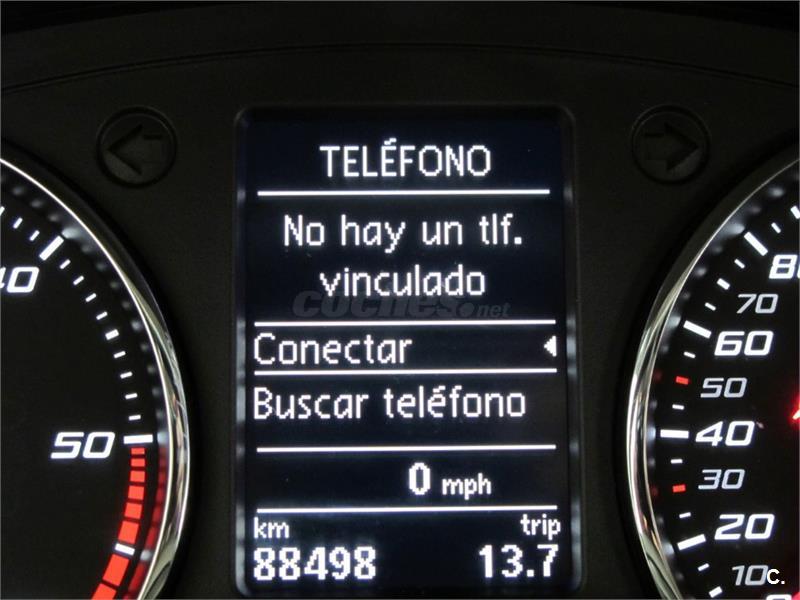 TELÉFONO
No hay un tlf.
vinculado
coches.net
Conectar
Buscar teléfono
0 mph
km trip
88498 13.7
40
50
80
70
60
50
40
30
20
10
C.